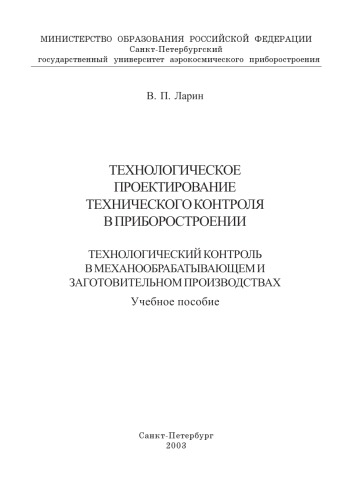 МИНИСТЕРСТВО ОБРАЗОВАНИЯ РОССИЙСКОЙ ФЕДЕРАЦИИ
Санкт-Петербургский
государственный университет аэрокосмического приборостроения
В. П. Ларин
ТЕХНОЛОГИЧЕСКОЕ
ПРОЕКТИРОВАНИЕ
ТЕХНИЧЕСКОГО КОНТРОЛЯ
В ПРИБОРОСТРОЕНИИ
ТЕХНОЛОГИЧЕСКИЙ КОНТРОЛЬ
В МЕХАНООБРАБАТЫВАЮЩЕМ И
ЗАГОТОВИТЕЛЬНОМ ПРОИЗВОДСТВАХ
Учебное пособие
Санкт-Петербург
2003